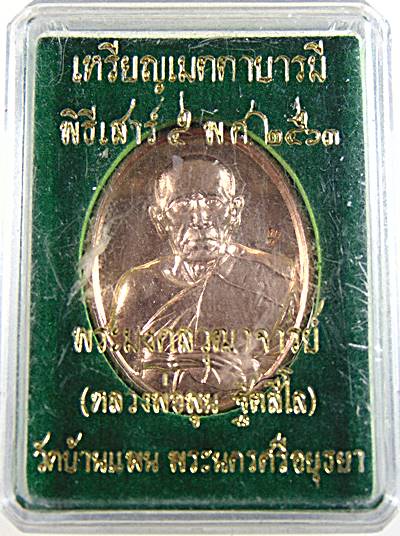 เหรียญเมตตาบารมี
พิธีเสาร์ ๕ พศ ๒๕๖๓
พระมงคลวุฒาจารย์
(หลวงพ่อพูน ฐิตสีโล)
วัดบ้านแพน พระนครศรีอยุธยา